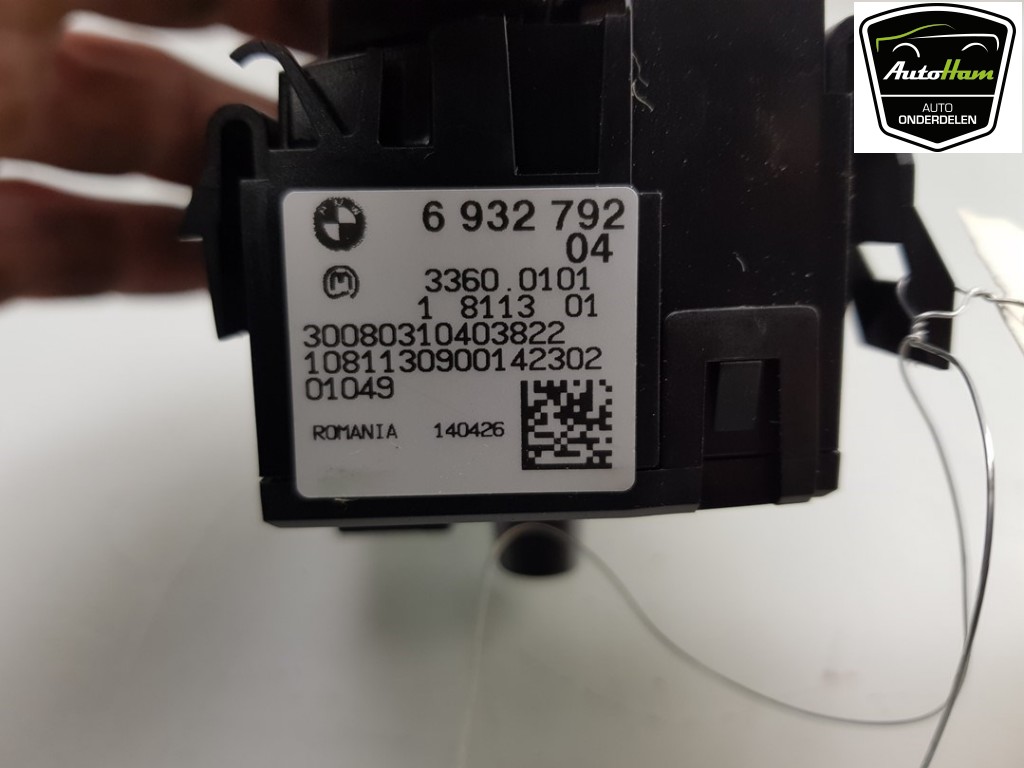 AutoHam
AUTO
ONDERDELEN
6 932 792
04
3360.0101
1 8113 01
30080310403822
1081130900142302
01049
ROMANIA 140426